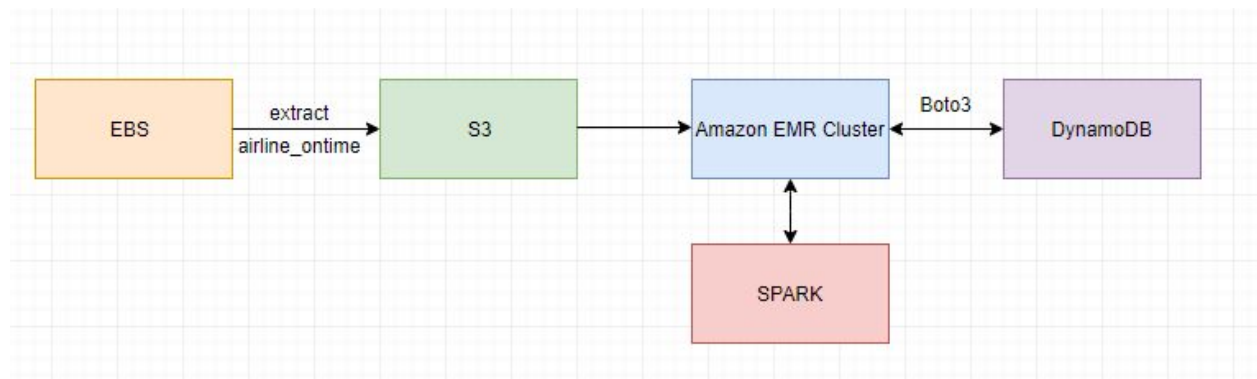 EBS
extract
airline_ontime
S3
Amazon EMR Cluster
Boto3
DynamoDB
SPARK